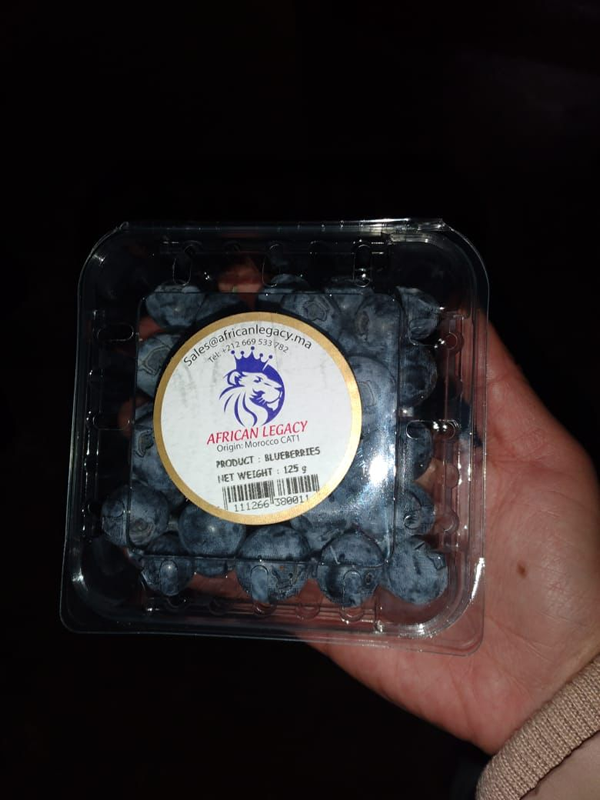 Sales@africanlegacy.ma
Tel: +212 669 533 782
AFRICAN LEGACY
Origin: Morocco CAT1
PRODUCT : BLUEBERRIES
NET WEIGHT : 125 g
111266 380011